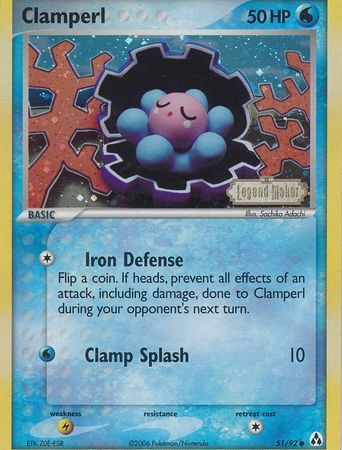 Clamperl 50 HP
Legend Maker
BASIC
Illus. Sachiko Adachi
Iron Defense
Flip a coin. If heads, prevent all effects of an
attack, including damage, done to Clamperl
during your opponent's next turn.
Clamp Splash 10
weakness resistance retreat cost
©2006 Pokémon/Nintendo 51/92